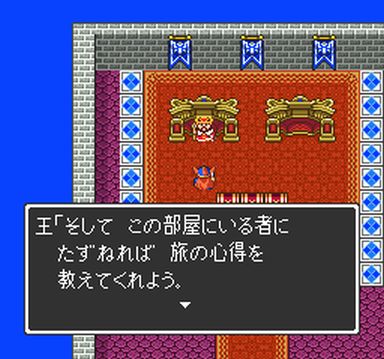 王「そして この部屋にいる者に
たずねれば 旅の心得を
教えてくれよう。